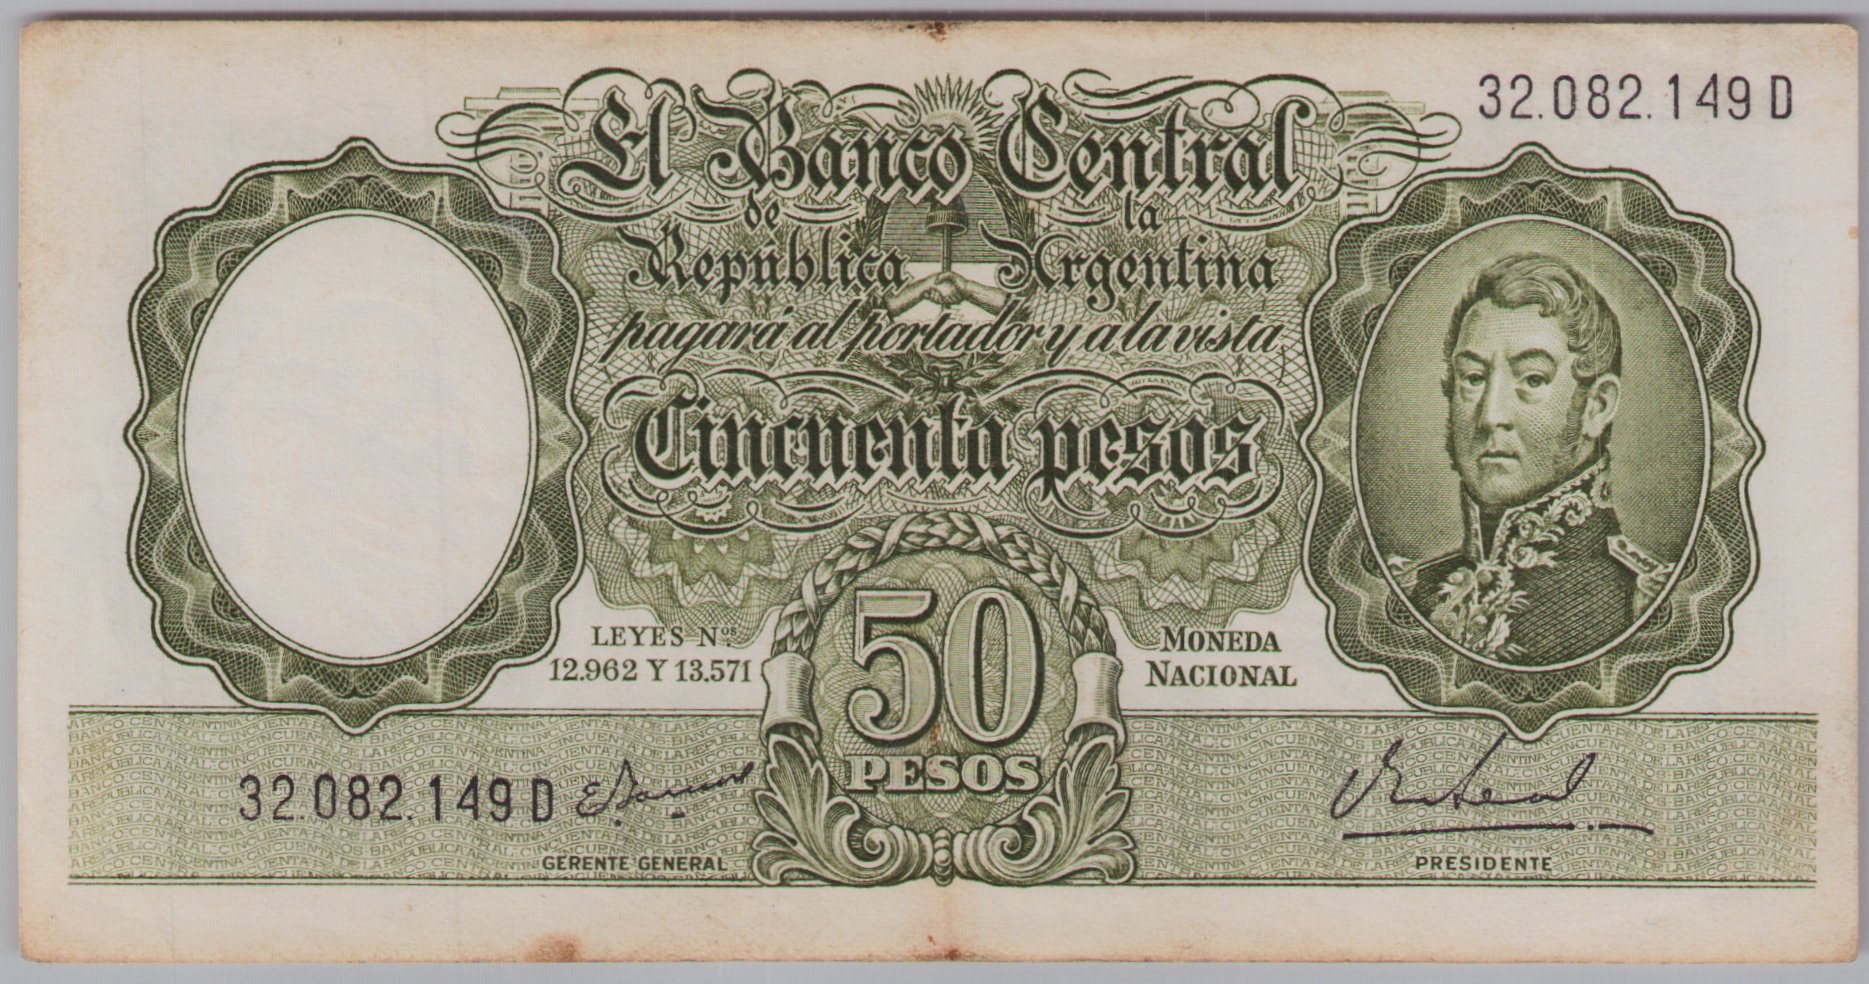 32.082.149 D
El Banco Central
de la
República Argentina
pagará al portador y a la vista
Cincuenta pesos
LEYES Nos.
12.962 Y 13.571
50
PESOS
MONEDA
NACIONAL
32.082.149 D
GERENTE GENERAL
PRESIDENTE